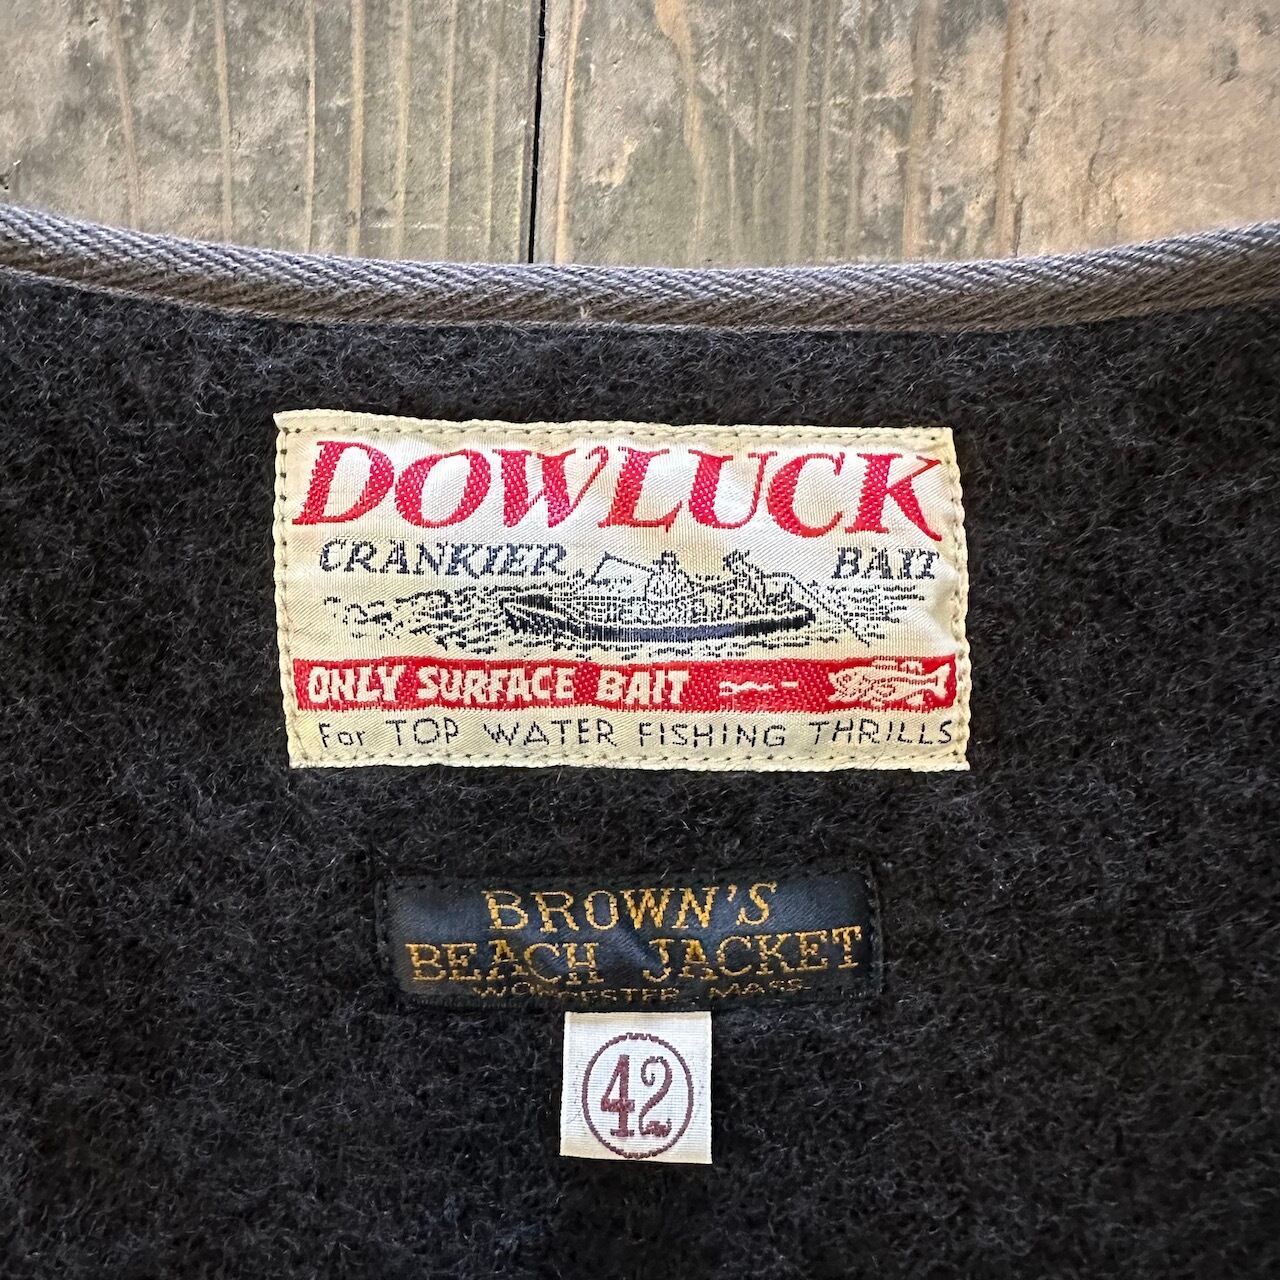 DOWLUCK
CRANKIER BAIT
ONLY SURFACE BAIT
For TOP WATER FISHING THRILLS
BROWN'S
BEACH JACKET
WORCESTER MASS
42